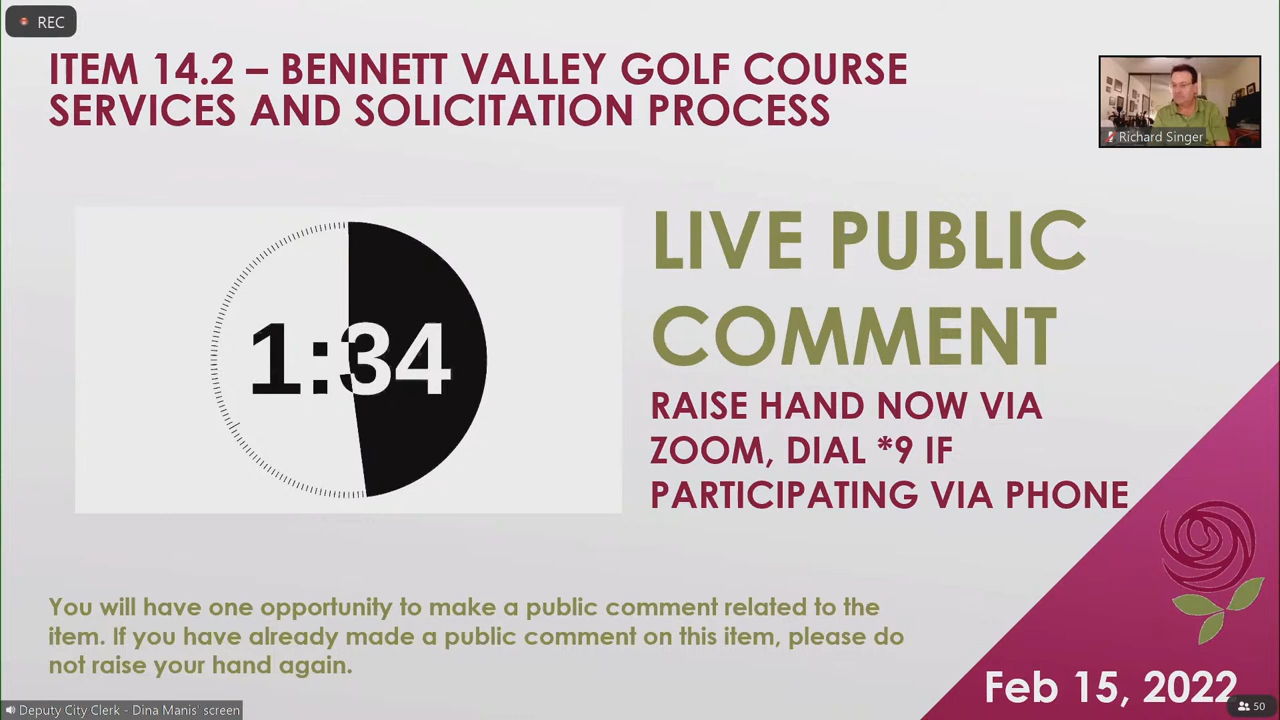 REC
ITEM 14.2 – BENNETT VALLEY GOLF COURSE
SERVICES AND SOLICITATION PROCESS
Richard Singer
1:34
LIVE PUBLIC
COMMENT
RAISE HAND NOW VIA
ZOOM, DIAL *9 IF
PARTICIPATING VIA PHONE
You will have one opportunity to make a public comment related to the
item. If you have already made a public comment on this item, please do
not raise your hand again.
Feb 15, 2022
Deputy City Clerk - Dina Manis' screen
50